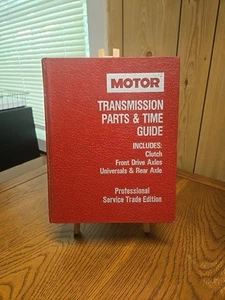 MOTOR
TRANSMISSION
PARTS & TIME
GUIDE
INCLUDES:
Clutch
Front Drive Axles
Universals & Rear Axle
Professional
Service Trade Edition